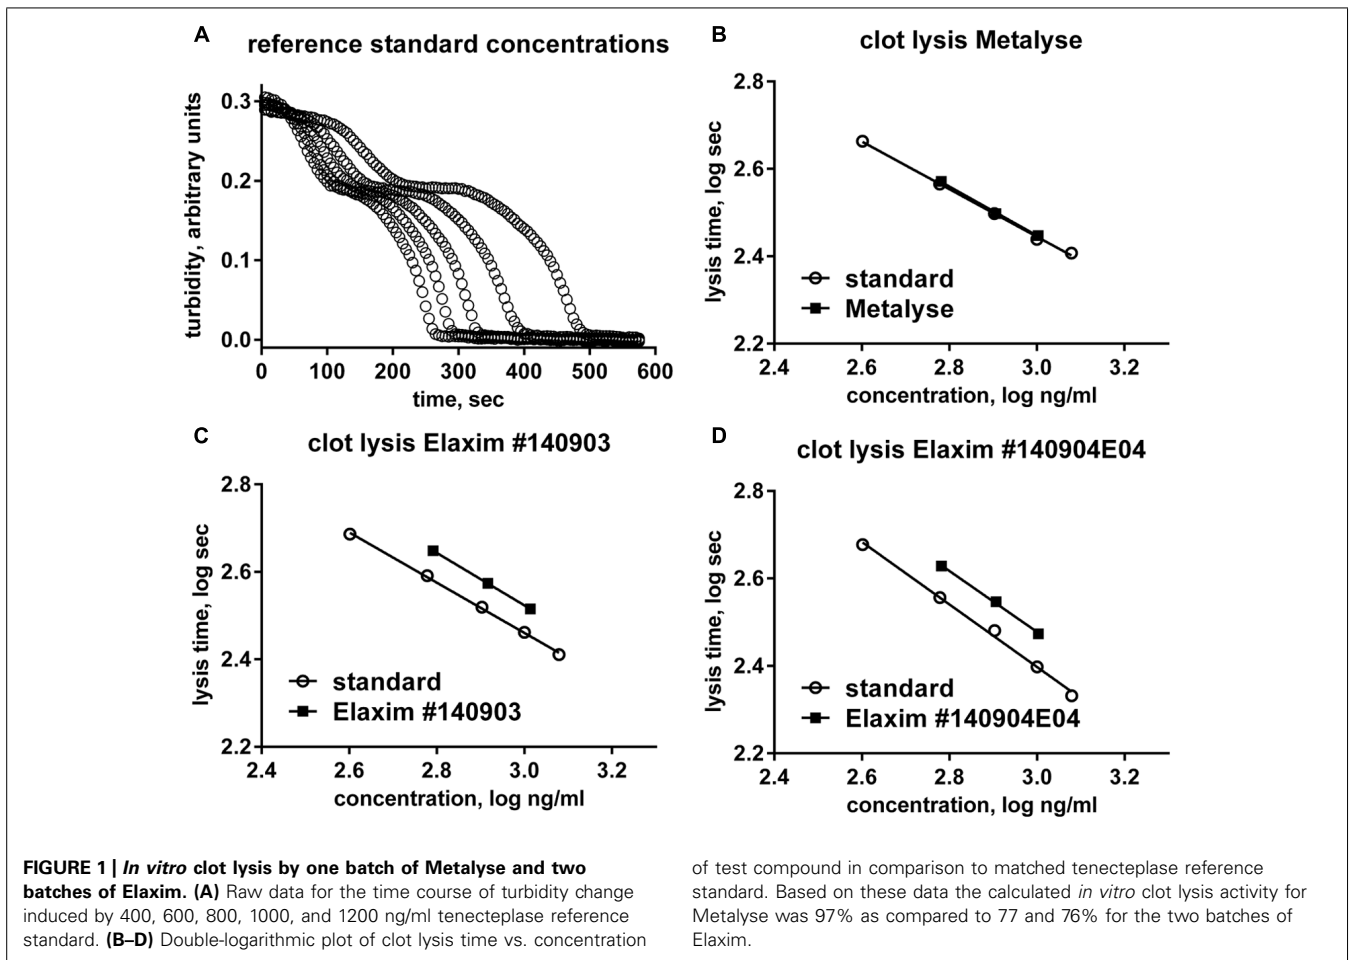 A
reference standard concentrations
turbidity, arbitrary units
0.3
0.2
0.1
0.0
0 100 200 300 400 500 600
time, sec
B
clot lysis Metalyse
lysis time, log sec
2.8
2.6
2.4
2.2
standard
Metalyse
2.4 2.6 2.8 3.0 3.2
concentration, log ng/ml
C
clot lysis Elaxim #140903
lysis time, log sec
2.8
2.6
2.4
2.2
standard
Elaxim #140903
2.4 2.6 2.8 3.0 3.2
concentration, log ng/ml
D
clot lysis Elaxim #140904E04
lysis time, log sec
2.8
2.6
2.4
2.2
standard
Elaxim #140904E04
2.4 2.6 2.8 3.0 3.2
concentration, log ng/ml
FIGURE 1 | In vitro clot lysis by one batch of Metalyse and two
batches of Elaxim. (A) Raw data for the time course of turbidity change
induced by 400, 600, 800, 1000, and 1200 ng/ml tenecteplase reference
standard. (B–D) Double-logarithmic plot of clot lysis time vs. concentration
of test compound in comparison to matched tenecteplase reference
standard. Based on these data the calculated in vitro clot lysis activity for
Metalyse was 97% as compared to 77 and 76% for the two batches of
Elaxim.